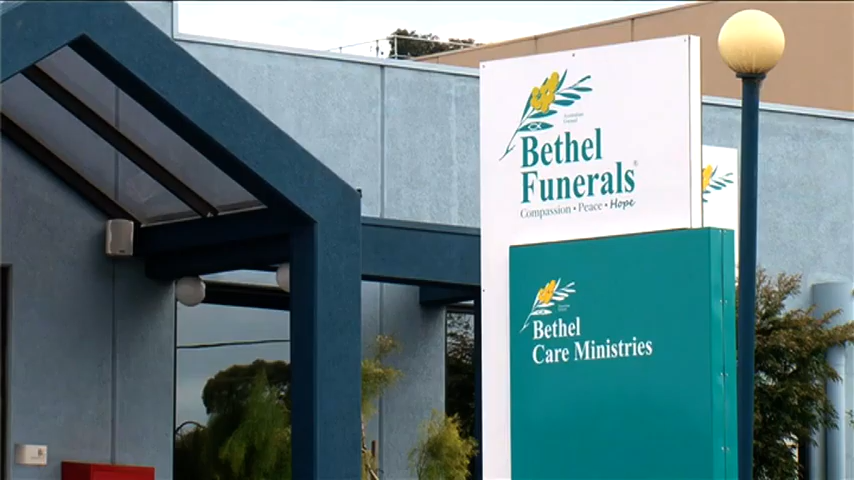 Bethel
Funerals®
Compassion • Peace • Hope
Bethel
Care Ministries